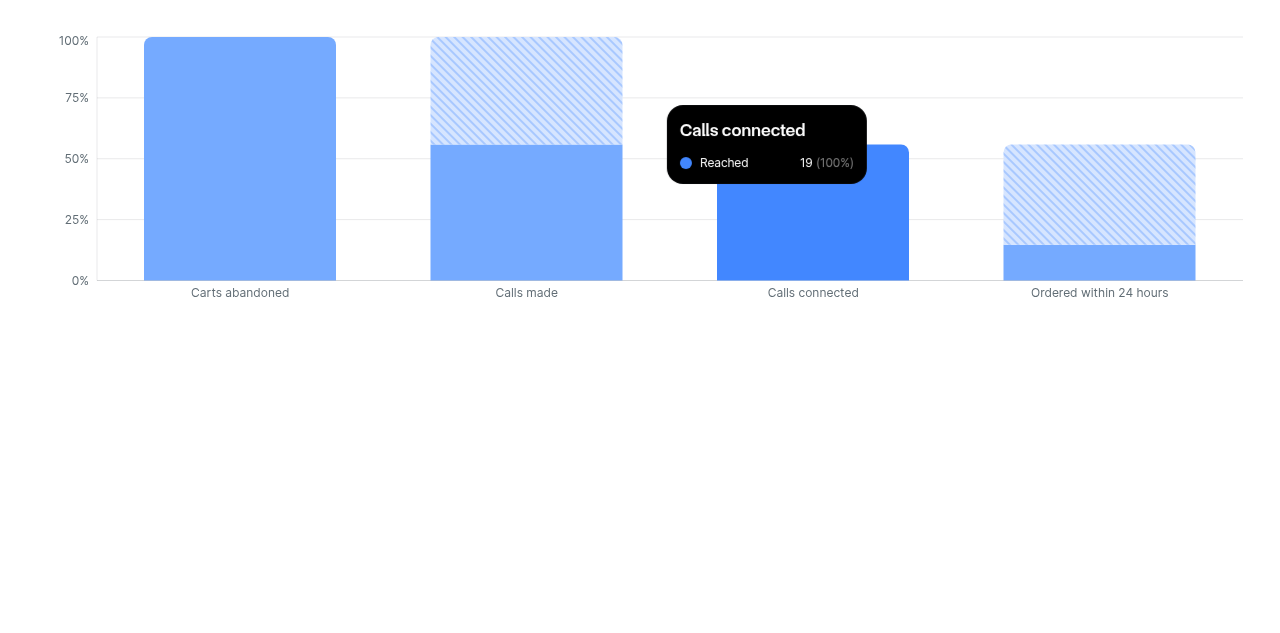 100%
75%
50%
25%
0%
Calls connected
Reached 19 (100%)
Carts abandoned
Calls made
Calls connected
Ordered within 24 hours